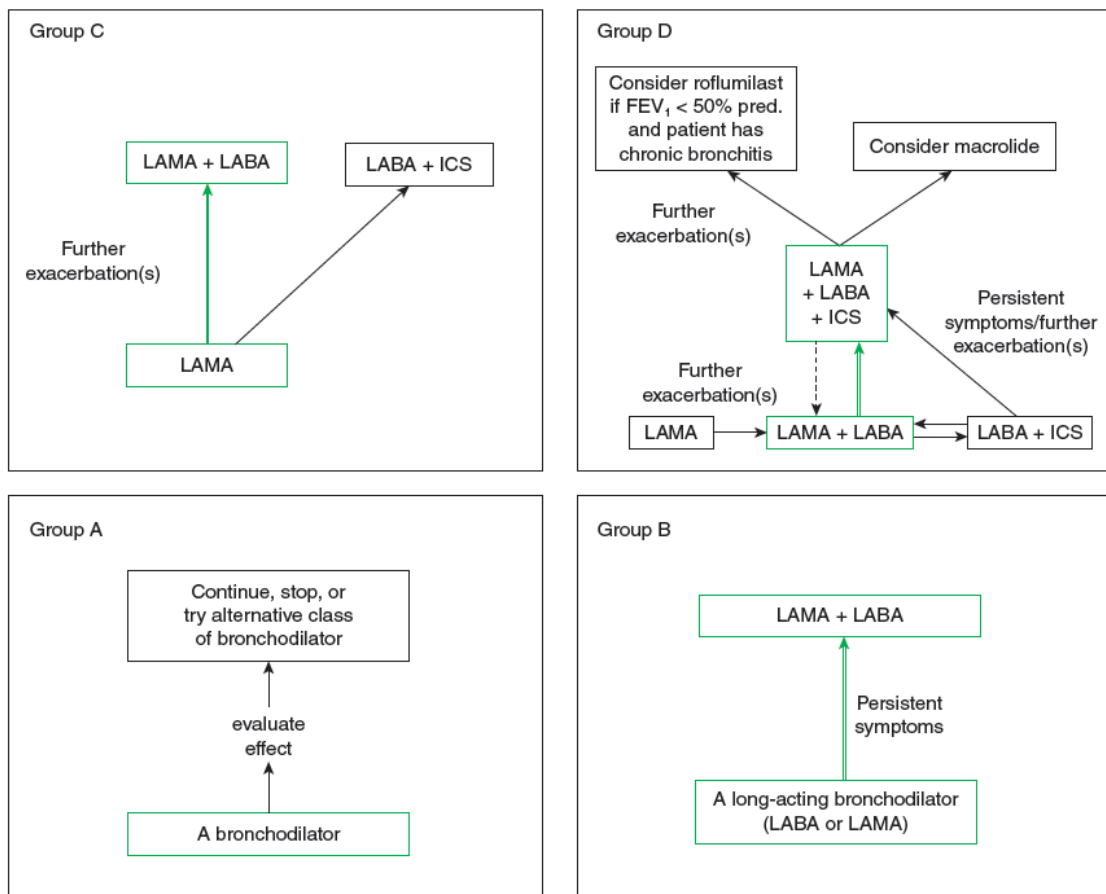 Group C
LAMA + LABA
LABA + ICS
Further
exacerbation(s)
LAMA
Group D
Consider roflumilast
if FEV₁ < 50% pred.
and patient has
chronic bronchitis
Consider macrolide
Further
exacerbation(s)
LAMA
+ LABA
+ ICS
Persistent
symptoms/further
exacerbation(s)
Further
exacerbation(s)
LAMA
LAMA + LABA
LABA + ICS
Group A
Continue, stop, or
try alternative class
of bronchodilator
evaluate
effect
A bronchodilator
Group B
LAMA + LABA
Persistent
symptoms
A long-acting bronchodilator
(LABA or LAMA)